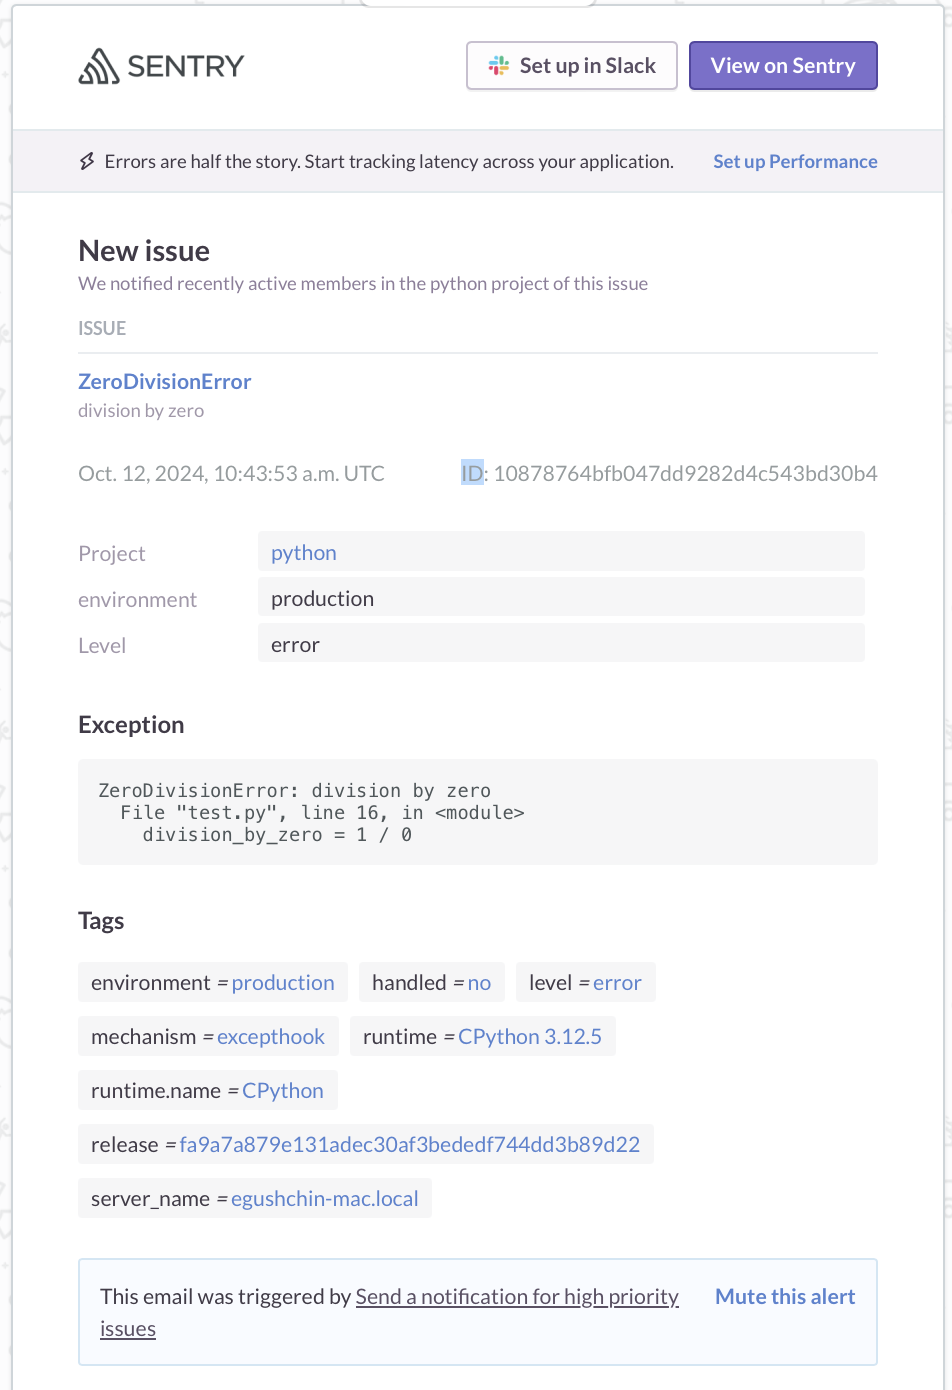 SENTRY
Set up in Slack
View on Sentry
Errors are half the story. Start tracking latency across your application.
Set up Performance
New issue
We notified recently active members in the python project of this issue
ISSUE
ZeroDivisionError
division by zero
Oct. 12, 2024, 10:43:53 a.m. UTC
ID: 10878764bfb047dd9282d4c543bd30b4
Project
python
environment
production
Level
error
Exception
ZeroDivisionError: division by zero
File "test.py", line 16, in <module>
division_by_zero = 1 / 0
Tags
environment = production
handled = no
level = error
mechanism = excepthook
runtime = CPython 3.12.5
runtime.name = CPython
release = fa9a7a879e131adec30af3bededf744dd3b89d22
server_name = egushchin-mac.local
This email was triggered by Send a notification for high priority
issues
Mute this alert